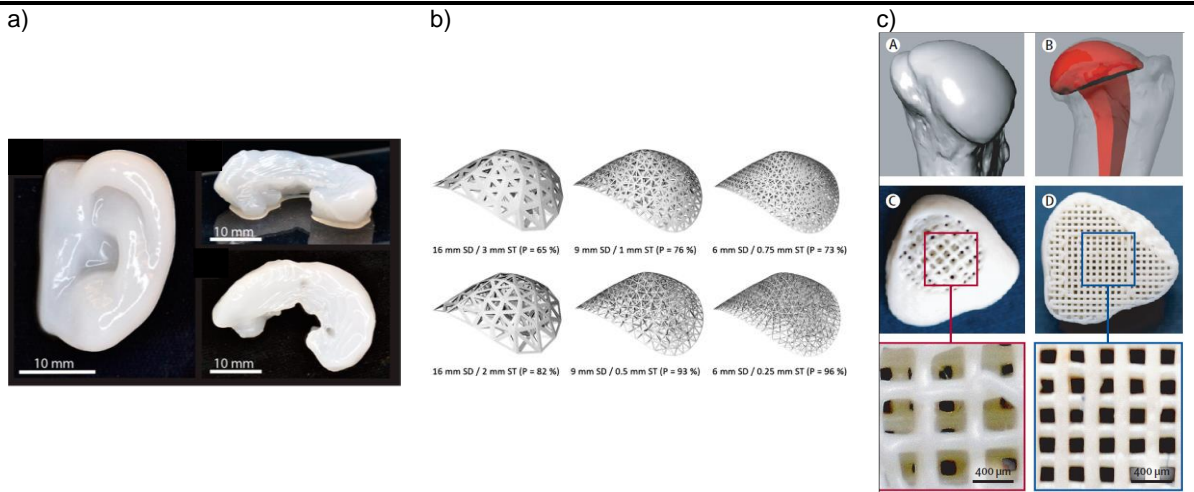 a)
b)
c)
A
B
10 mm
10 mm
10 mm
16 mm SD / 3 mm ST (P = 65 %)
9 mm SD / 1 mm ST (P = 76 %)
6 mm SD / 0.75 mm ST (P = 73 %)
16 mm SD / 2 mm ST (P = 82 %)
9 mm SD / 0.5 mm ST (P = 93 %)
6 mm SD / 0.25 mm ST (P = 96 %)
C
D
400 µm
400 µm